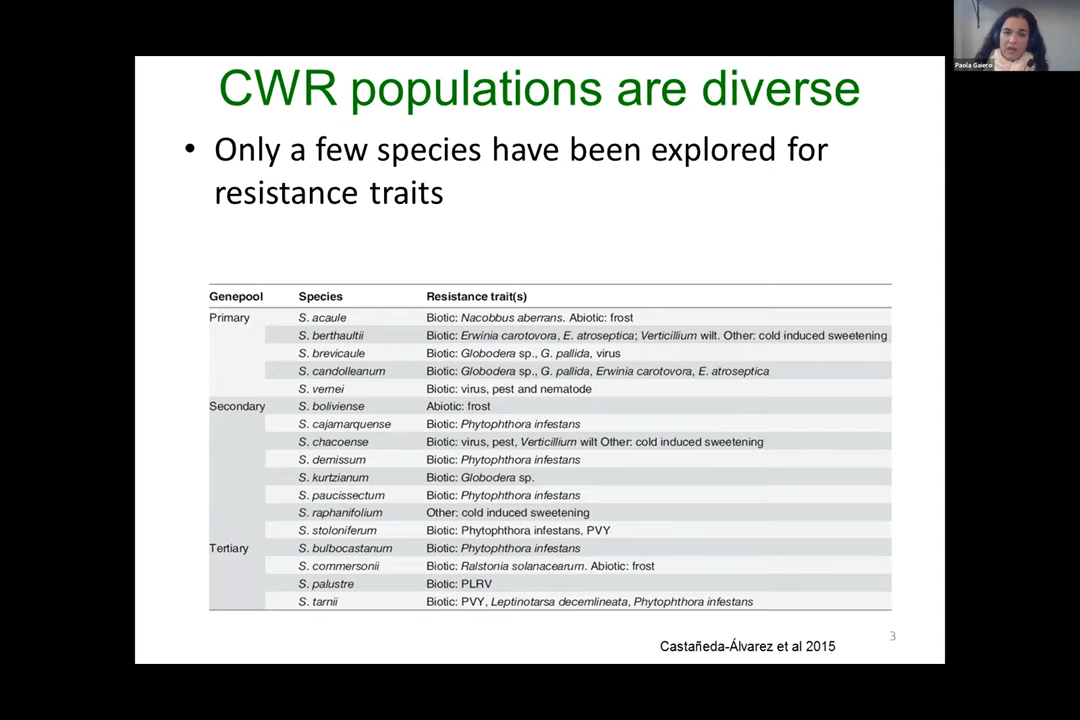 CWR populations are diverse
• Only a few species have been explored for
resistance traits
Genepool Species Resistance trait(s)
Primary S. acaule Biotic: Nacobbus aberrans. Abiotic: frost
S. berthaultii Biotic: Erwinia carotovora, E. atroseptica; Verticillium wilt. Other: cold induced sweetening
S. brevicaule Biotic: Globodera sp., G. pallida, virus
S. candolleanum Biotic: Globodera sp., G. pallida, Erwinia carotovora, E. atroseptica
S. vernei Biotic: virus, pest and nematode
Secondary S. boliviense Abiotic: frost
S. cajamarquense Biotic: Phytophthora infestans
S. chacoense Biotic: virus, pest, Verticillium wilt Other: cold induced sweetening
S. demissum Biotic: Phytophthora infestans
S. kurtzianum Biotic: Globodera sp.
S. paucissectum Biotic: Phytophthora infestans
S. raphanifolium Other: cold induced sweetening
S. stoloniferum Biotic: Phytophthora infestans, PVY
Tertiary S. bulbocastanum Biotic: Phytophthora infestans
S. commersonii Biotic: Ralstonia solanacearum. Abiotic: frost
S. palustre Biotic: PLRV
S. tarnii Biotic: PVY, Leptinotarsa decemlineata, Phytophthora infestans
3
Castañeda-Álvarez et al 2015
Paola Gaiero